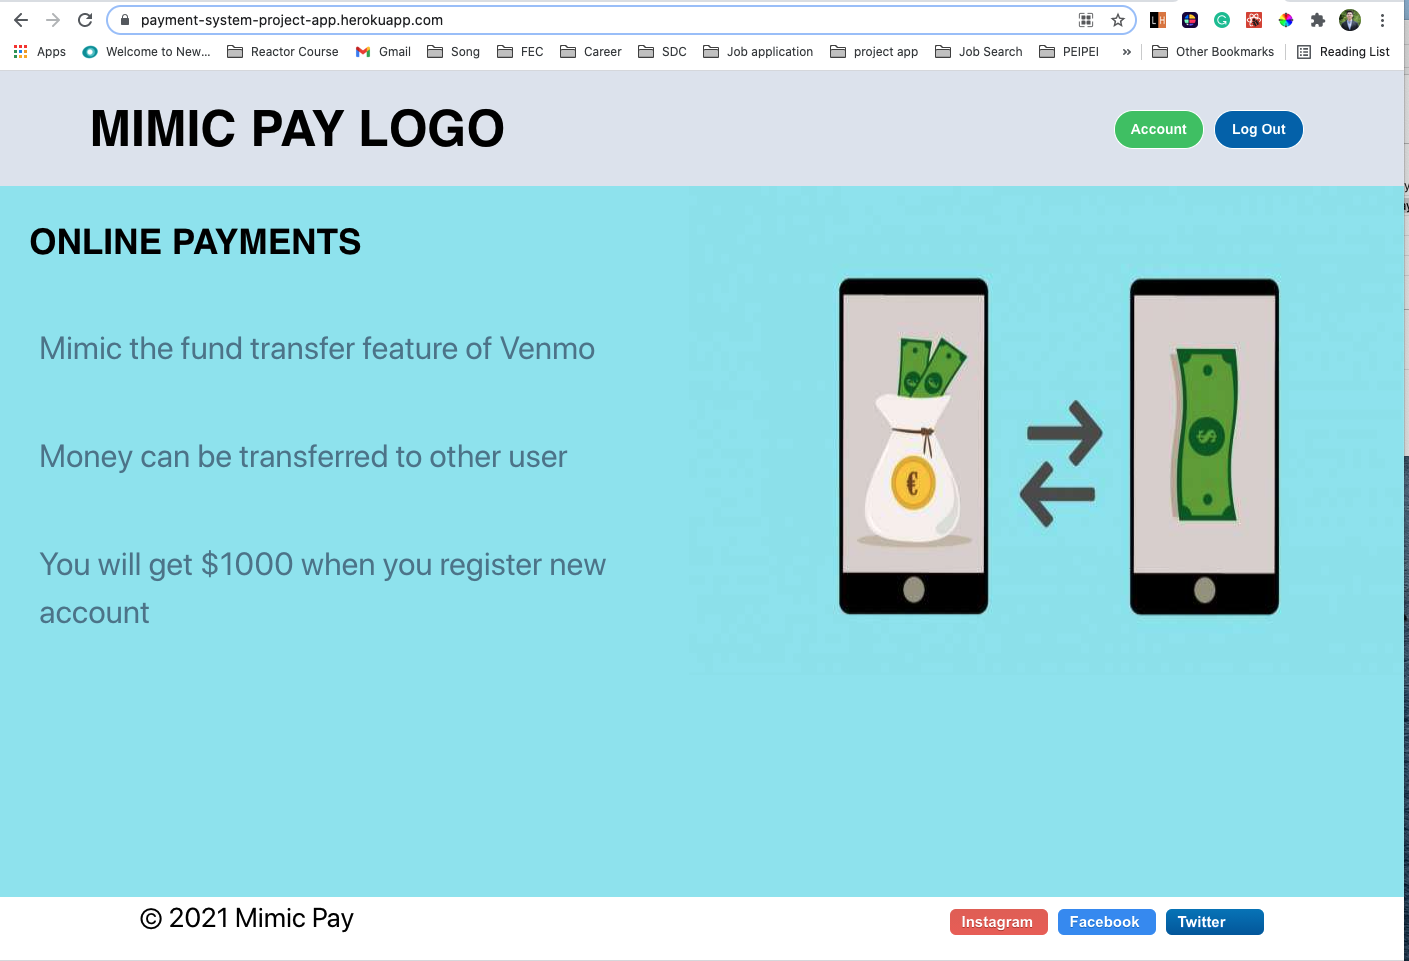 payment-system-project-app.herokuapp.com
LH
G
Apps
Welcome to New...
Reactor Course
Gmail
Song
FEC
Career
SDC
Job application
project app
Job Search
PEIPEI
»
Other Bookmarks
Reading List
MIMIC PAY LOGO
Account
Log Out
ONLINE PAYMENTS
Mimic the fund transfer feature of Venmo
Money can be transferred to other user
You will get $1000 when you register new
account
€
$
© 2021 Mimic Pay
Instagram
Facebook
Twitter